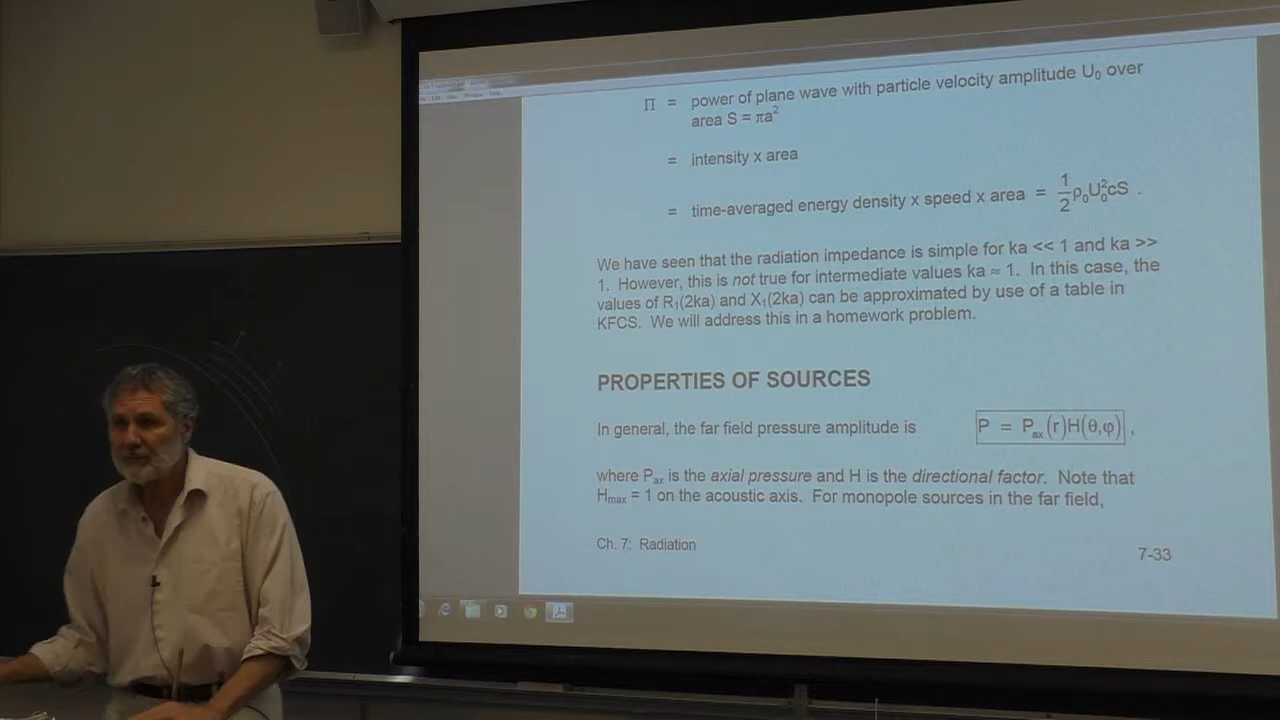 Π = power of plane wave with particle velocity amplitude U₀ over
area S = πa²
= intensity x area
= time-averaged energy density x speed x area = 1/2 ρ₀U₀²cS .
We have seen that the radiation impedance is simple for ka << 1 and ka >>
1. However, this is not true for intermediate values ka ≈ 1. In this case, the
values of R₁(2ka) and X₁(2ka) can be approximated by use of a table in
KFCS. We will address this in a homework problem.
PROPERTIES OF SOURCES
In general, the far field pressure amplitude is P = Pₐₓ(r)H(θ,φ) ,
where Pₐₓ is the axial pressure and H is the directional factor. Note that
Hₘₐₓ = 1 on the acoustic axis. For monopole sources in the far field,
Ch. 7: Radiation
7-33